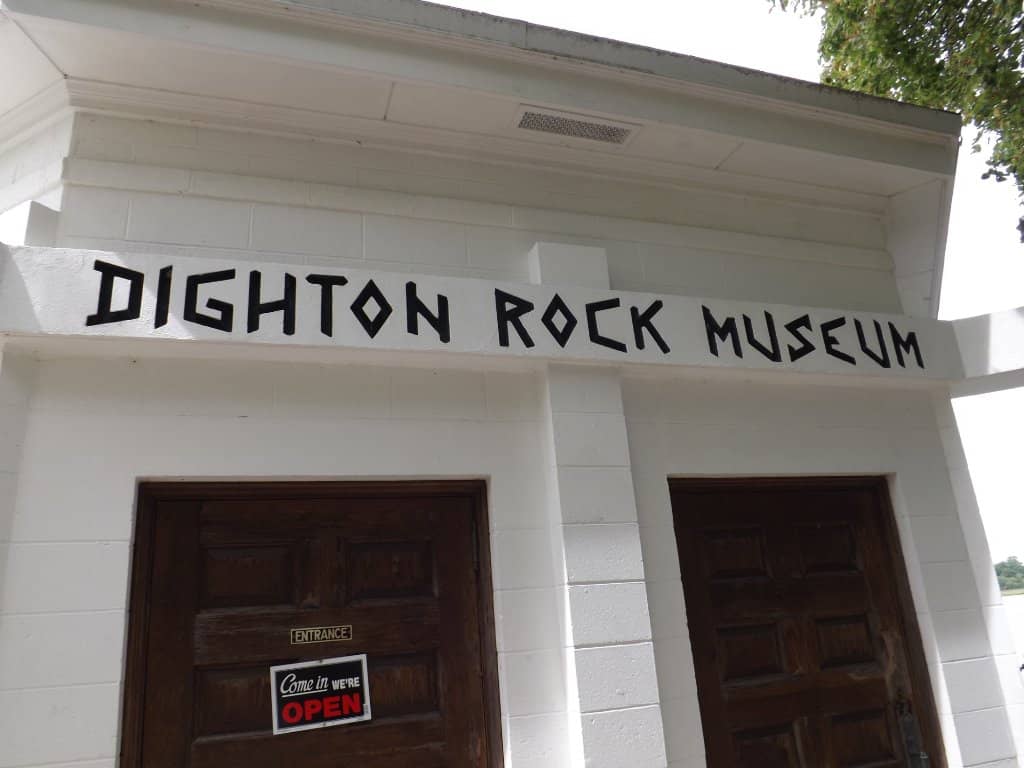 DIGHTON ROCK MUSEUM
ENTRANCE
Come in WE'RE
OPEN